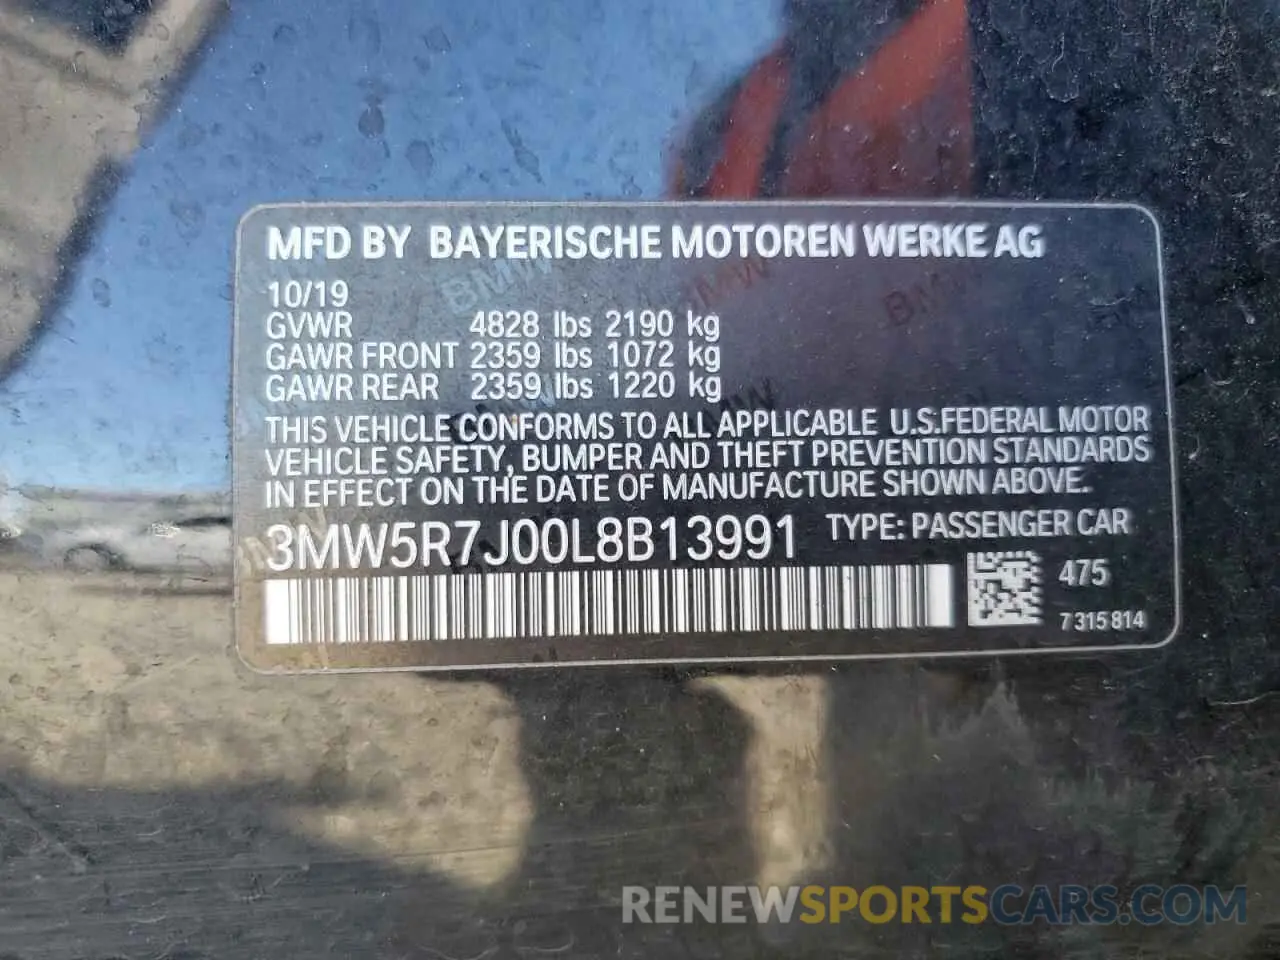 MFD BY BAYERISCHE MOTOREN WERKE AG
10/19
GVWR 4828 lbs 2190 kg
GAWR FRONT 2359 lbs 1072 kg
GAWR REAR 2359 lbs 1220 kg
THIS VEHICLE CONFORMS TO ALL APPLICABLE U.S.FEDERAL MOTOR
VEHICLE SAFETY, BUMPER AND THEFT PREVENTION STANDARDS
IN EFFECT ON THE DATE OF MANUFACTURE SHOWN ABOVE.
3MW5R7J00L8B13991 TYPE: PASSENGER CAR
475
7 315 814
RENEWSPORTSCARS.COM